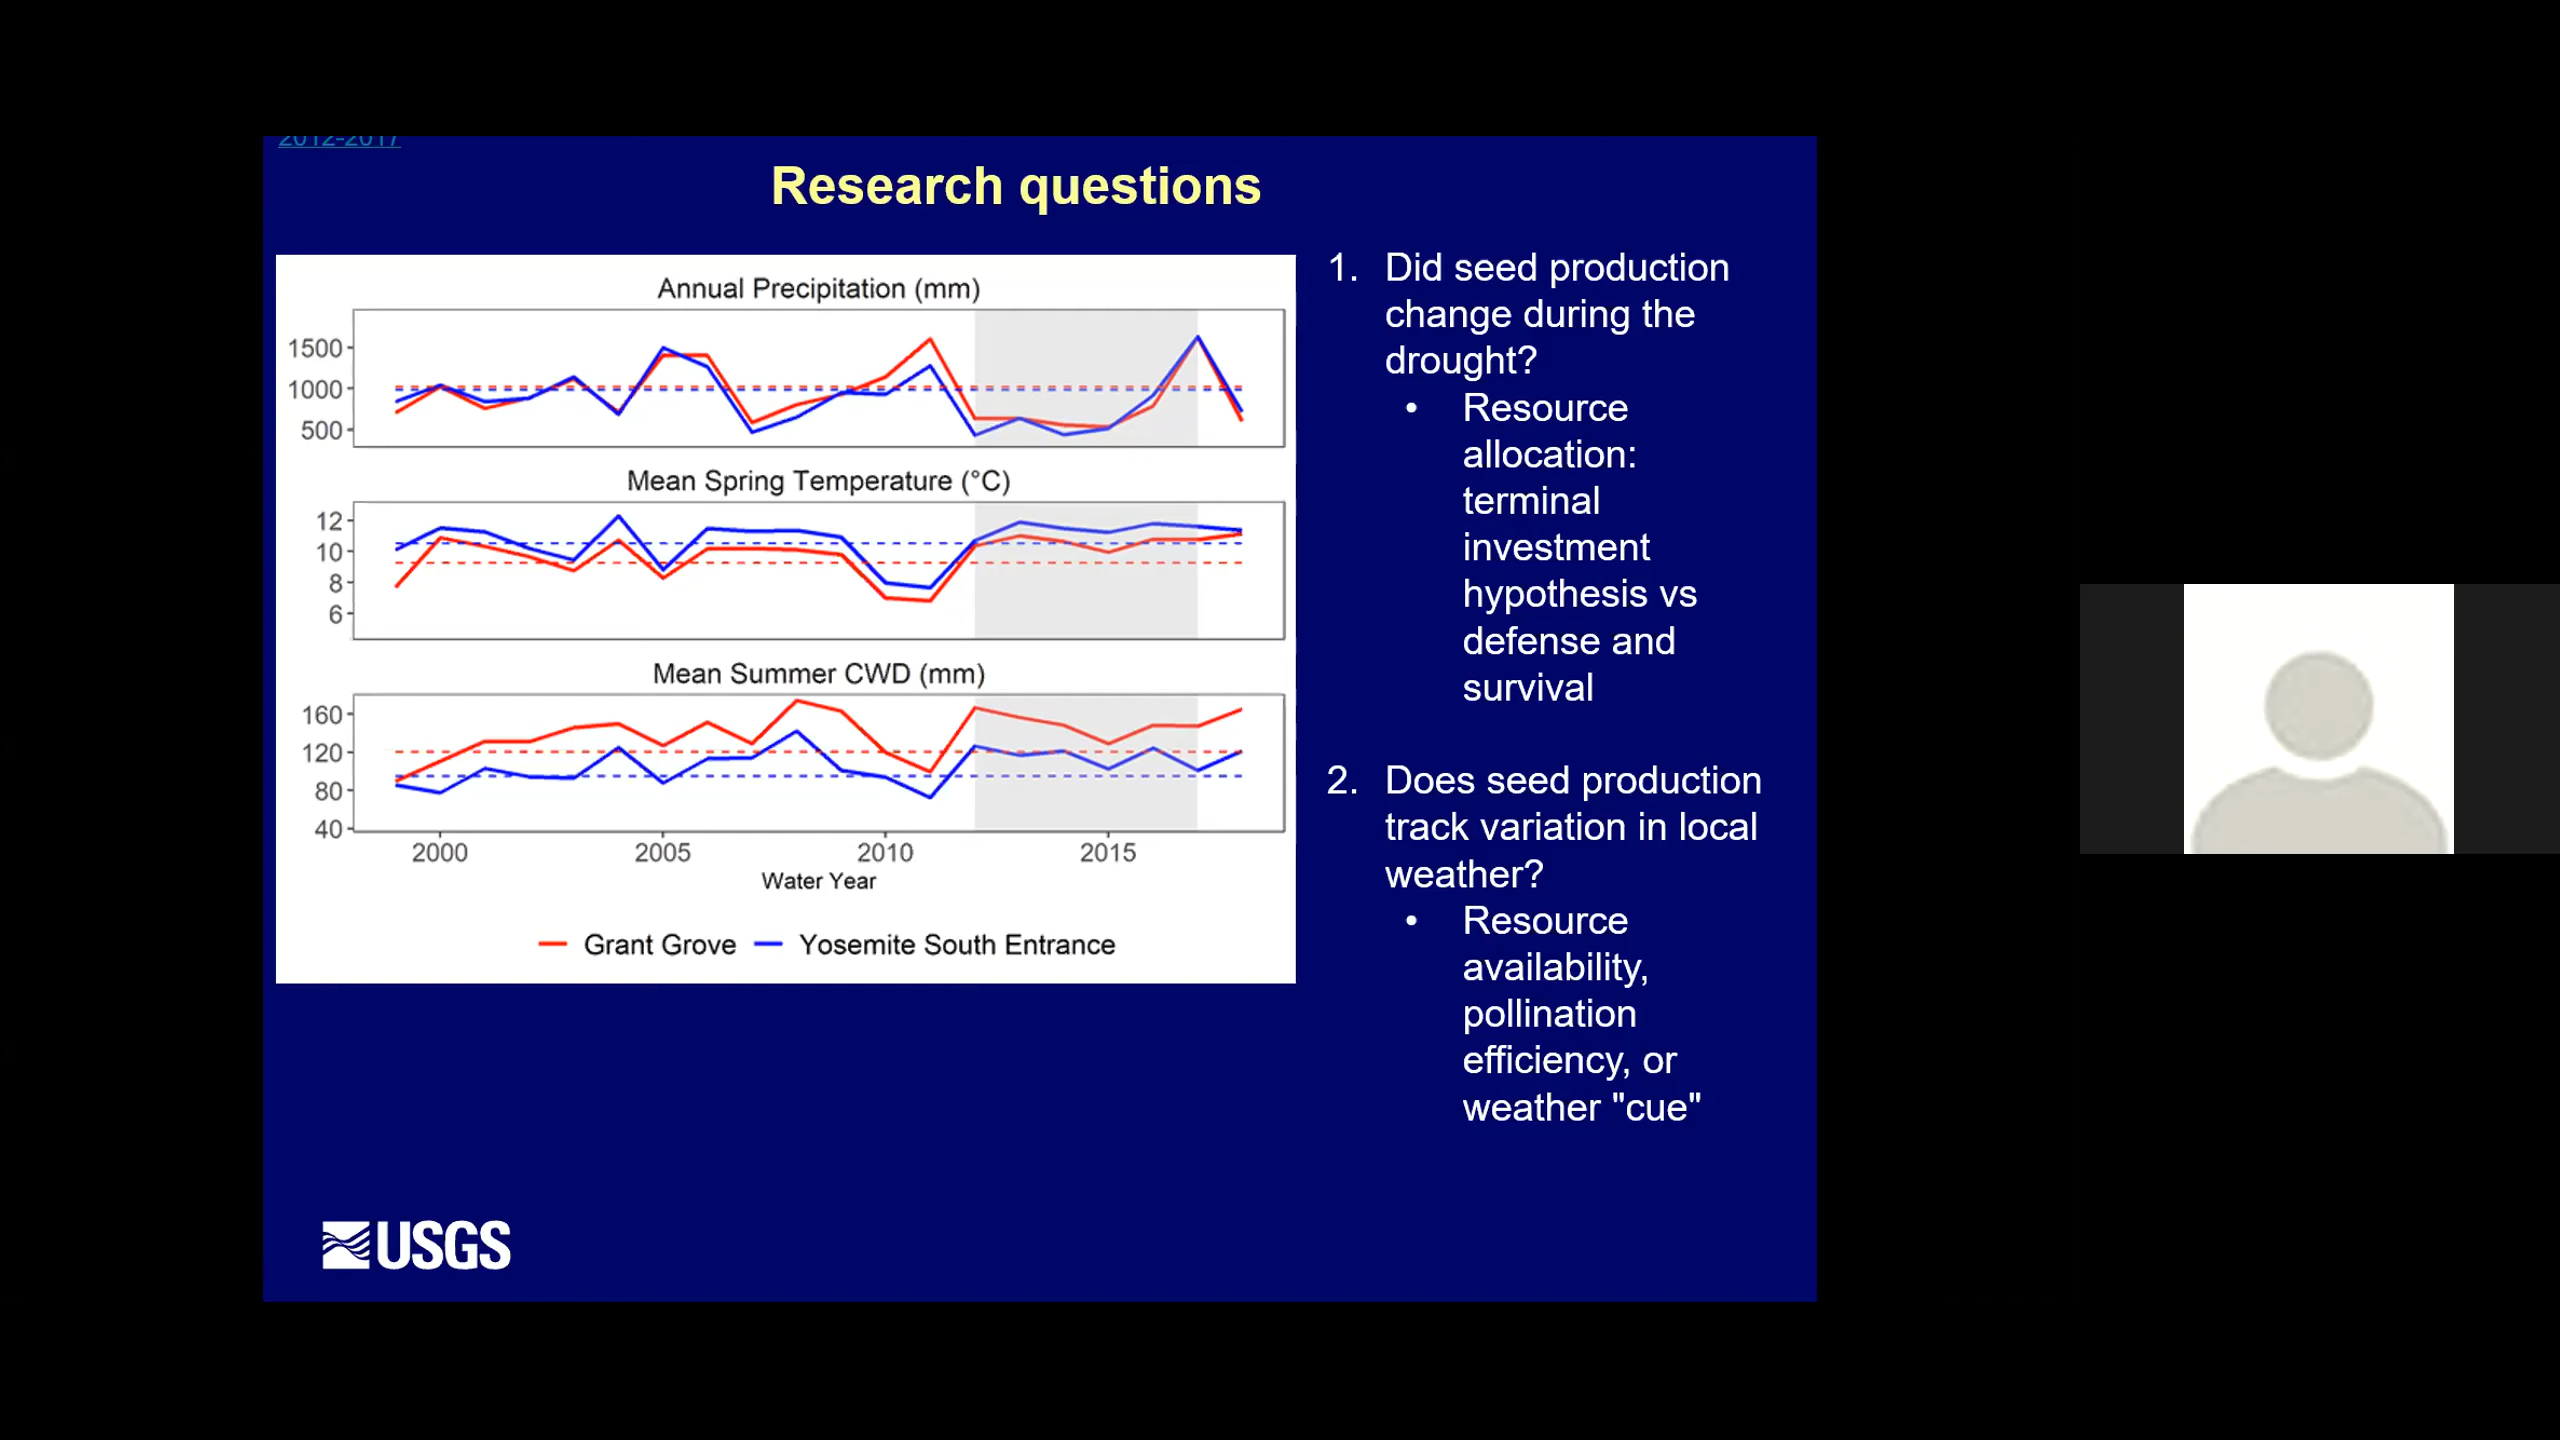 2012-2017
Research questions
Annual Precipitation (mm)
1500
1000
500
Mean Spring Temperature (°C)
12
10
8
6
Mean Summer CWD (mm)
160
120
80
40
2000 2005 2010 2015
Water Year
Grant Grove Yosemite South Entrance
1. Did seed production
change during the
drought?
• Resource
allocation:
terminal
investment
hypothesis vs
defense and
survival
2. Does seed production
track variation in local
weather?
• Resource
availability,
pollination
efficiency, or
weather "cue"
USGS